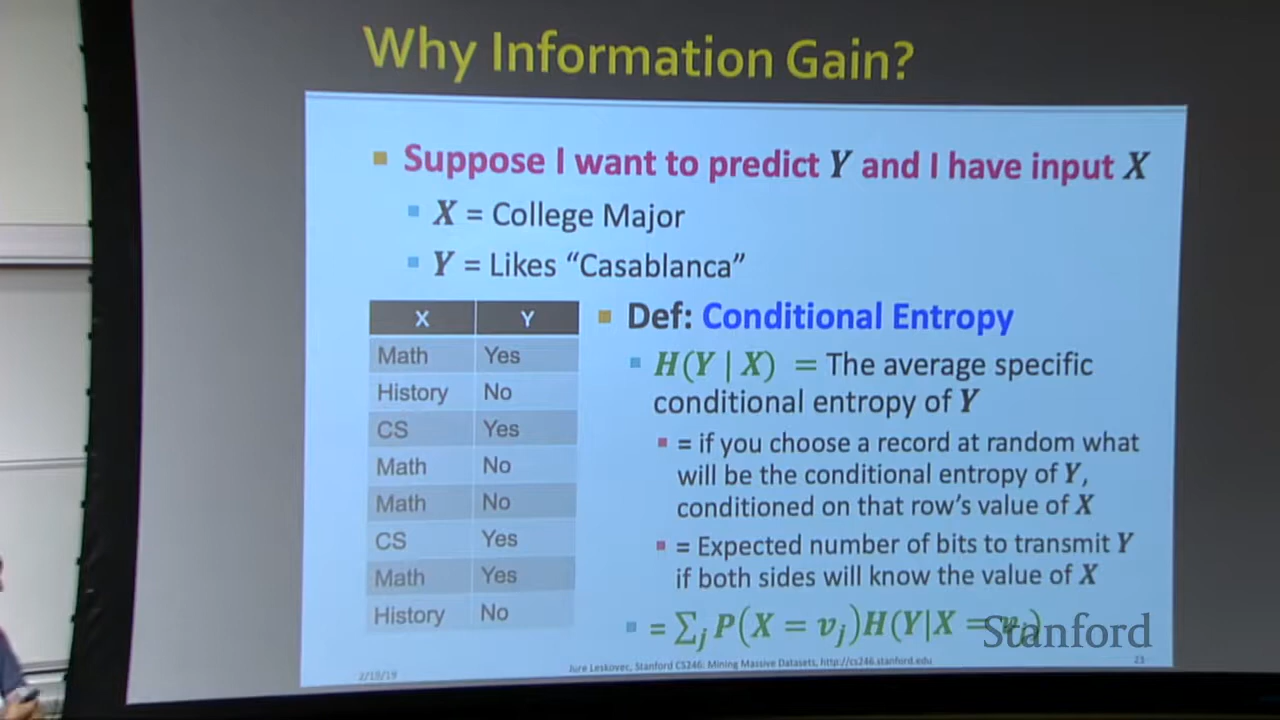 Why Information Gain?
Suppose I want to predict Y and I have input X
X = College Major
Y = Likes “Casablanca”
X Y
Math Yes
History No
CS Yes
Math No
Math No
CS Yes
Math Yes
History No
Def: Conditional Entropy
H(Y | X) = The average specific
conditional entropy of Y
= if you choose a record at random what
will be the conditional entropy of Y,
conditioned on that row’s value of X
= Expected number of bits to transmit Y
if both sides will know the value of X
= ∑j P(X = vj)H(Y|X = vj)
Stanford
2/19/19
Jure Leskovec, Stanford CS246: Mining Massive Datasets, http://cs246.stanford.edu